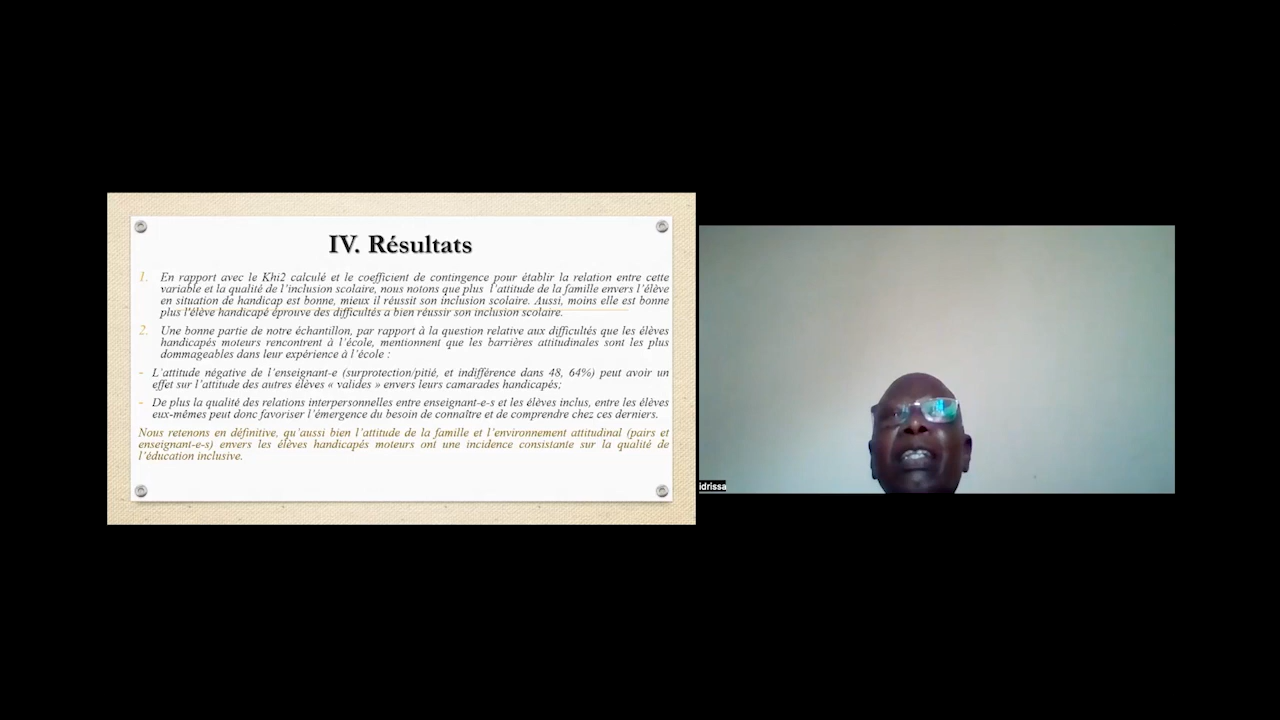 IV. Résultats
1. En rapport avec le Khi2 calculé et le coefficient de contingence pour établir la relation entre cette
variable et la qualité de l'inclusion scolaire, nous notons que plus l'attitude de la famille envers l'élève
en situation de handicap est bonne, mieux il réussit son inclusion scolaire. Aussi, moins elle est bonne
plus l'élève handicapé éprouve des difficultés a bien réussir son inclusion scolaire.
2. Une bonne partie de notre échantillon, par rapport à la question relative aux difficultés que les élèves
handicapés moteurs rencontrent à l'école, mentionnent que les barrières attitudinales sont les plus
dommageables dans leur expérience à l'école :
- L'attitude négative de l'enseignant-e (surprotection/pitié, et indifférence dans 48, 64%) peut avoir un
effet sur l'attitude des autres élèves « valides » envers leurs camarades handicapés;
- De plus la qualité des relations interpersonnelles entre enseignant-e-s et les élèves inclus, entre les élèves
eux-mêmes peut donc favoriser l'émergence du besoin de connaître et de comprendre chez ces derniers.
Nous retenons en définitive, qu'aussi bien l'attitude de la famille et l'environnement attitudinal (pairs et
enseignant-e-s) envers les élèves handicapés moteurs ont une incidence consistante sur la qualité de
l'éducation inclusive.
idrissa